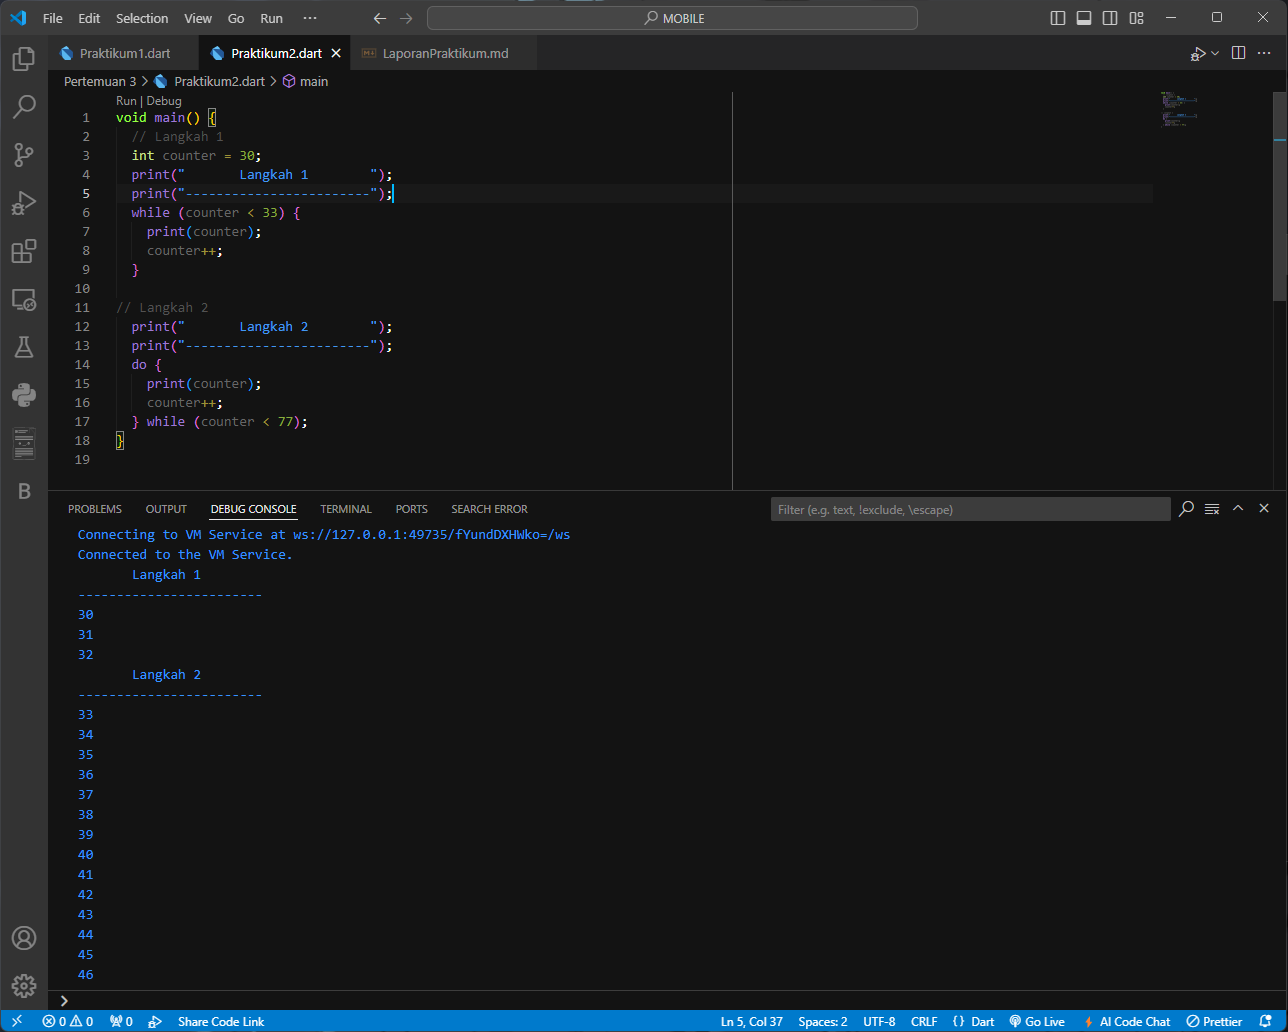 File Edit Selection View Go Run ··· MOBILE
Praktikum1.dart Praktikum2.dart LaporanPraktikum.md
Pertemuan 3 > Praktikum2.dart > main
Run | Debug
1 void main() {
2 // Langkah 1
3 int counter = 30;
4 print("       Langkah 1        ");
5 print("------------------------");
6 while (counter < 33) {
7 print(counter);
8 counter++;
9 }
10
11 // Langkah 2
12 print("       Langkah 2        ");
13 print("------------------------");
14 do {
15 print(counter);
16 counter++;
17 } while (counter < 77);
18 }
19
PROBLEMS OUTPUT DEBUG CONSOLE TERMINAL PORTS SEARCH ERROR Filter (e.g. text, !exclude, \escape)
Connecting to VM Service at ws://127.0.0.1:49735/fYundDXHWko=/ws
Connected to the VM Service.
Langkah 1
------------------------
30
31
32
Langkah 2
------------------------
33
34
35
36
37
38
39
40
41
42
43
44
45
46
>
0 0 0 Share Code Link Ln 5, Col 37 Spaces: 2 UTF-8 CRLF {} Dart Go Live AI Code Chat Prettier